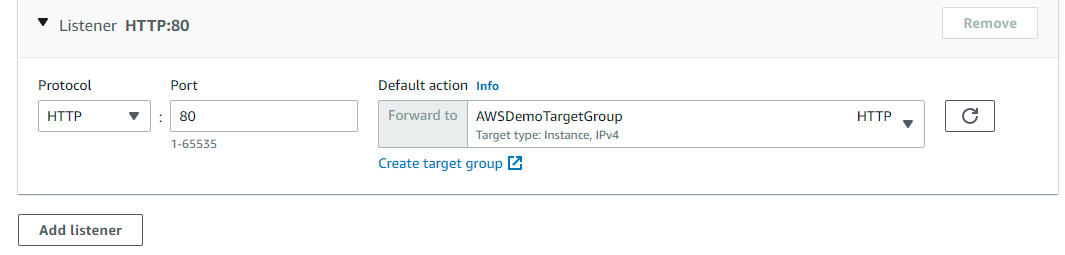 Listener HTTP:80
Remove
Protocol
Port
Default action Info
HTTP
:
80
Forward to
AWSDemoTargetGroup
HTTP
Target type: Instance, IPv4
1-65535
Create target group
Add listener